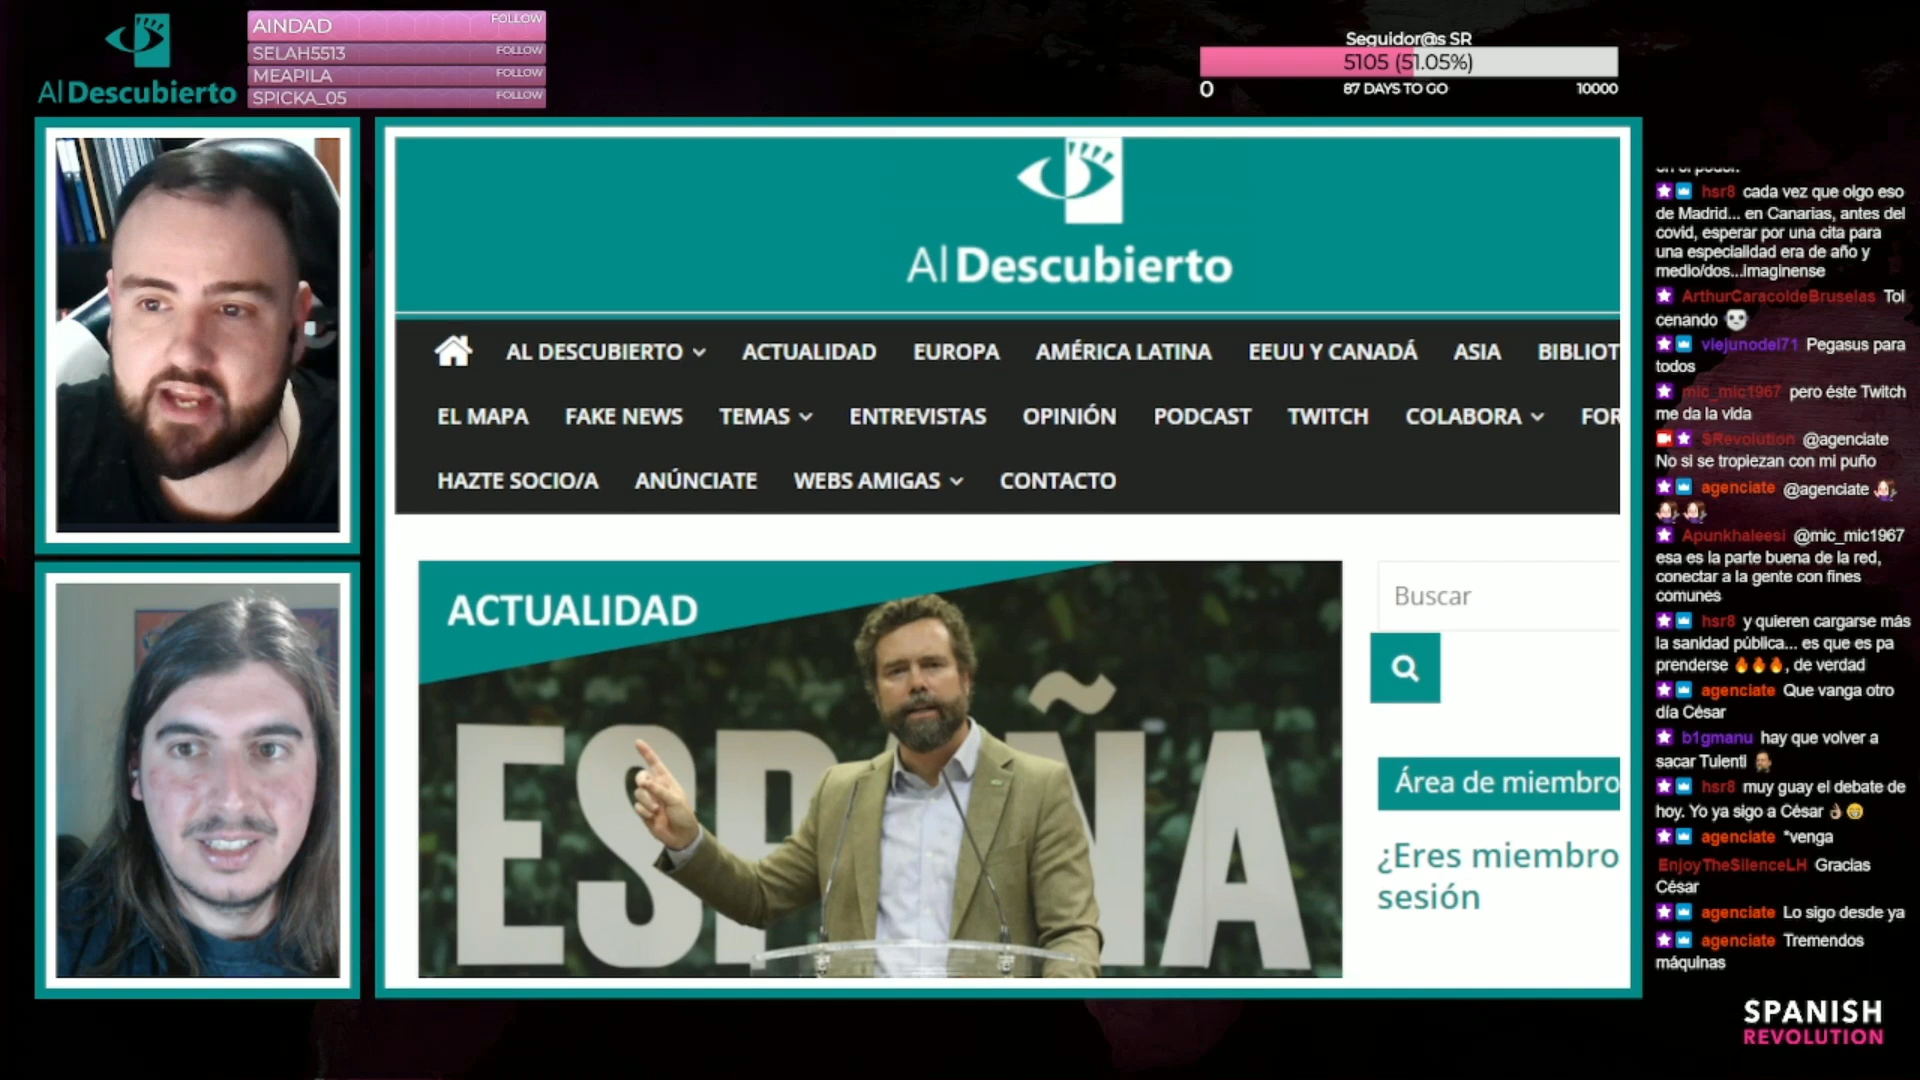 Al Descubierto
AINDAD FOLLOW
SELAH5513 FOLLOW
MEAPILA FOLLOW
SPICKA_05 FOLLOW
Seguidor@s SR
5105 (51.05%)
0 87 DAYS TO GO 10000
Al Descubierto
AL DESCUBIERTO ACTUALIDAD EUROPA AMÉRICA LATINA EEUU Y CANADÁ ASIA BIBLIOT
EL MAPA FAKE NEWS TEMAS ENTREVISTAS OPINIÓN PODCAST TWITCH COLABORA FOR
HAZTE SOCIO/A ANÚNCIATE WEBS AMIGAS CONTACTO
ACTUALIDAD
ESPAÑA
Buscar
Área de miembro
¿Eres miembro
sesión
en el poder.
hsr8 cada vez que oigo eso
de Madrid... en Canarias, antes del
covid, esperar por una cita para
una especialidad era de año y
medio/dos...imaginense
ArthurCaracoldeBruselas Toi
cenando
viejunodel71 Pegasus para
todos
mic_mic1967 pero éste Twitch
me da la vida
SRevolution @agenciate
No si se tropiezan con mi puño
agenciate @agenciate
Apunkhaleesi @mic_mic1967
esa es la parte buena de la red,
conectar a la gente con fines
comunes
hsr8 y quieren cargarse más
la sanidad pública... es que es pa
prenderse 🔥🔥🔥, de verdad
agenciate Que vanga otro
día César
b1gmanu hay que volver a
sacar Tulenti
hsr8 muy guay el debate de
hoy. Yo ya sigo a César 👌😁
agenciate *venga
EnjoyTheSilenceLH Gracias
César
agenciate Lo sigo desde ya
agenciate Tremendos
máquinas
SPANISH
REVOLUTION